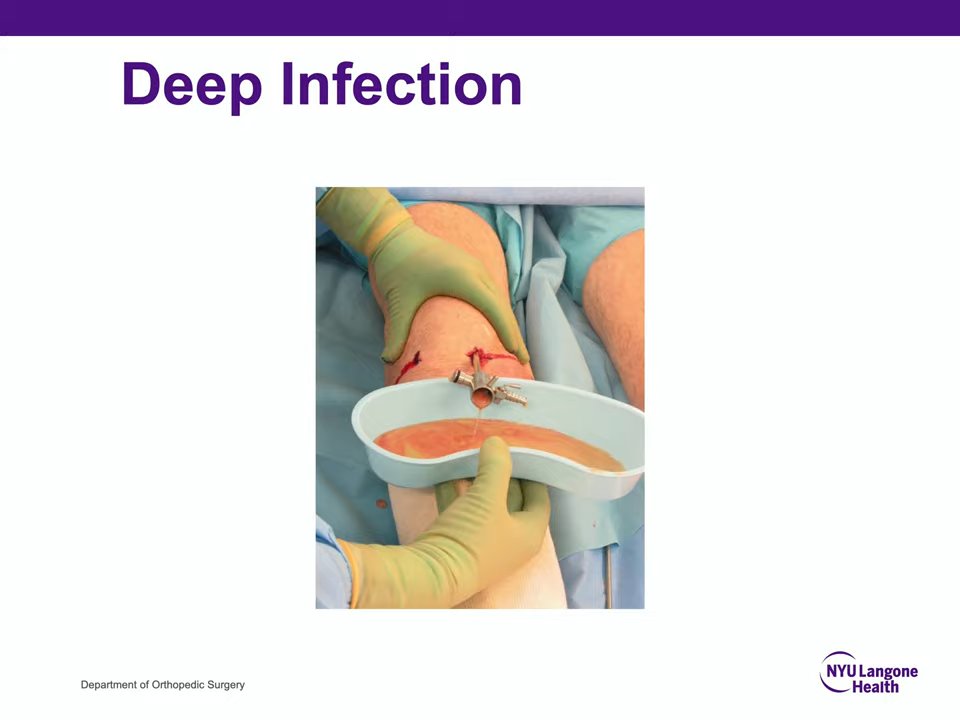 Deep Infection
Department of Orthopedic Surgery
NYU Langone
Health